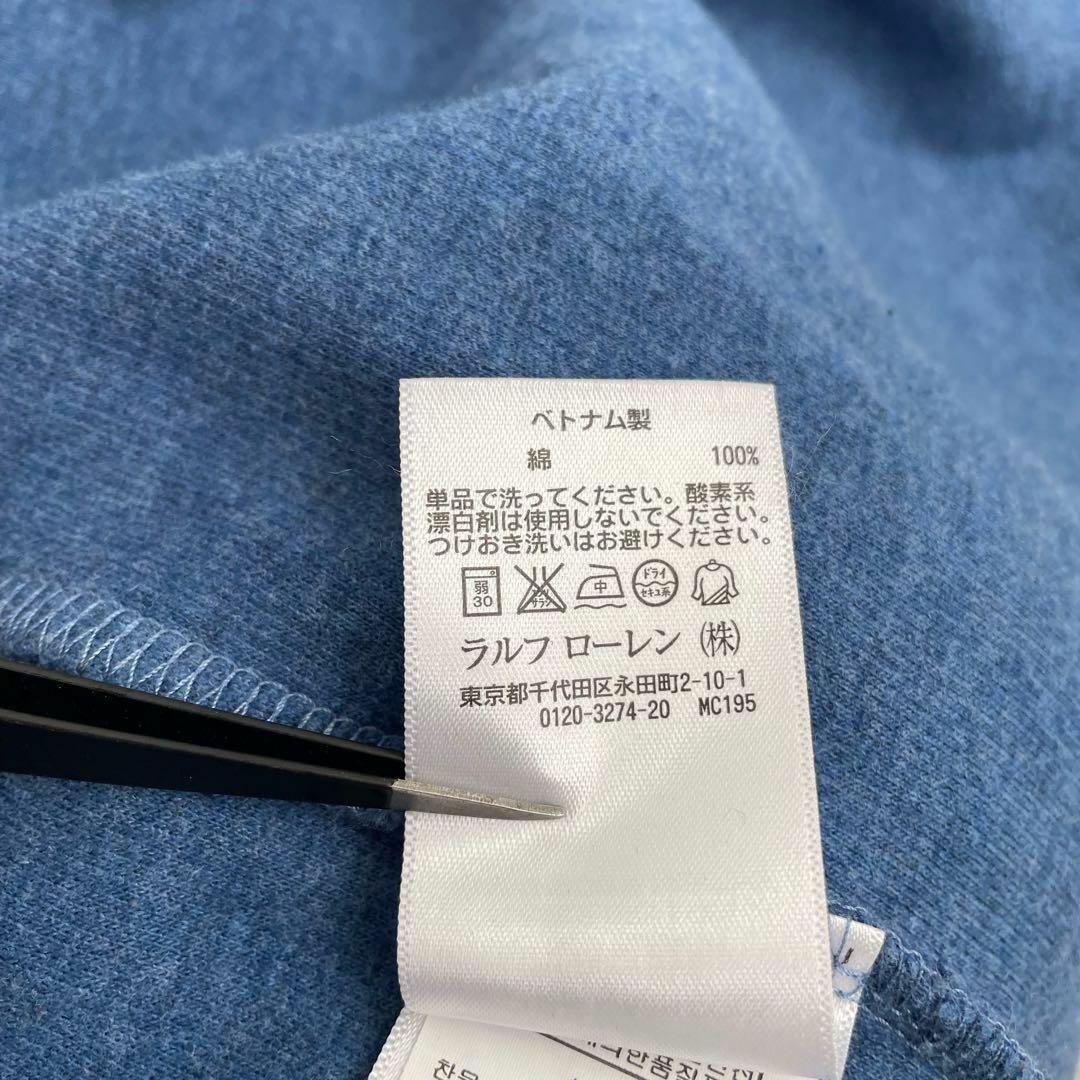 ベトナム製
綿 100%
単品で洗ってください。酸素系
漂白剤は使用しないでください。
つけおき洗いはお避けください。
弱 30 サラシ 中 ドライ セキユ系
ラルフ ローレン (株)
東京都千代田区永田町2-10-1
0120-3274-20 MC195